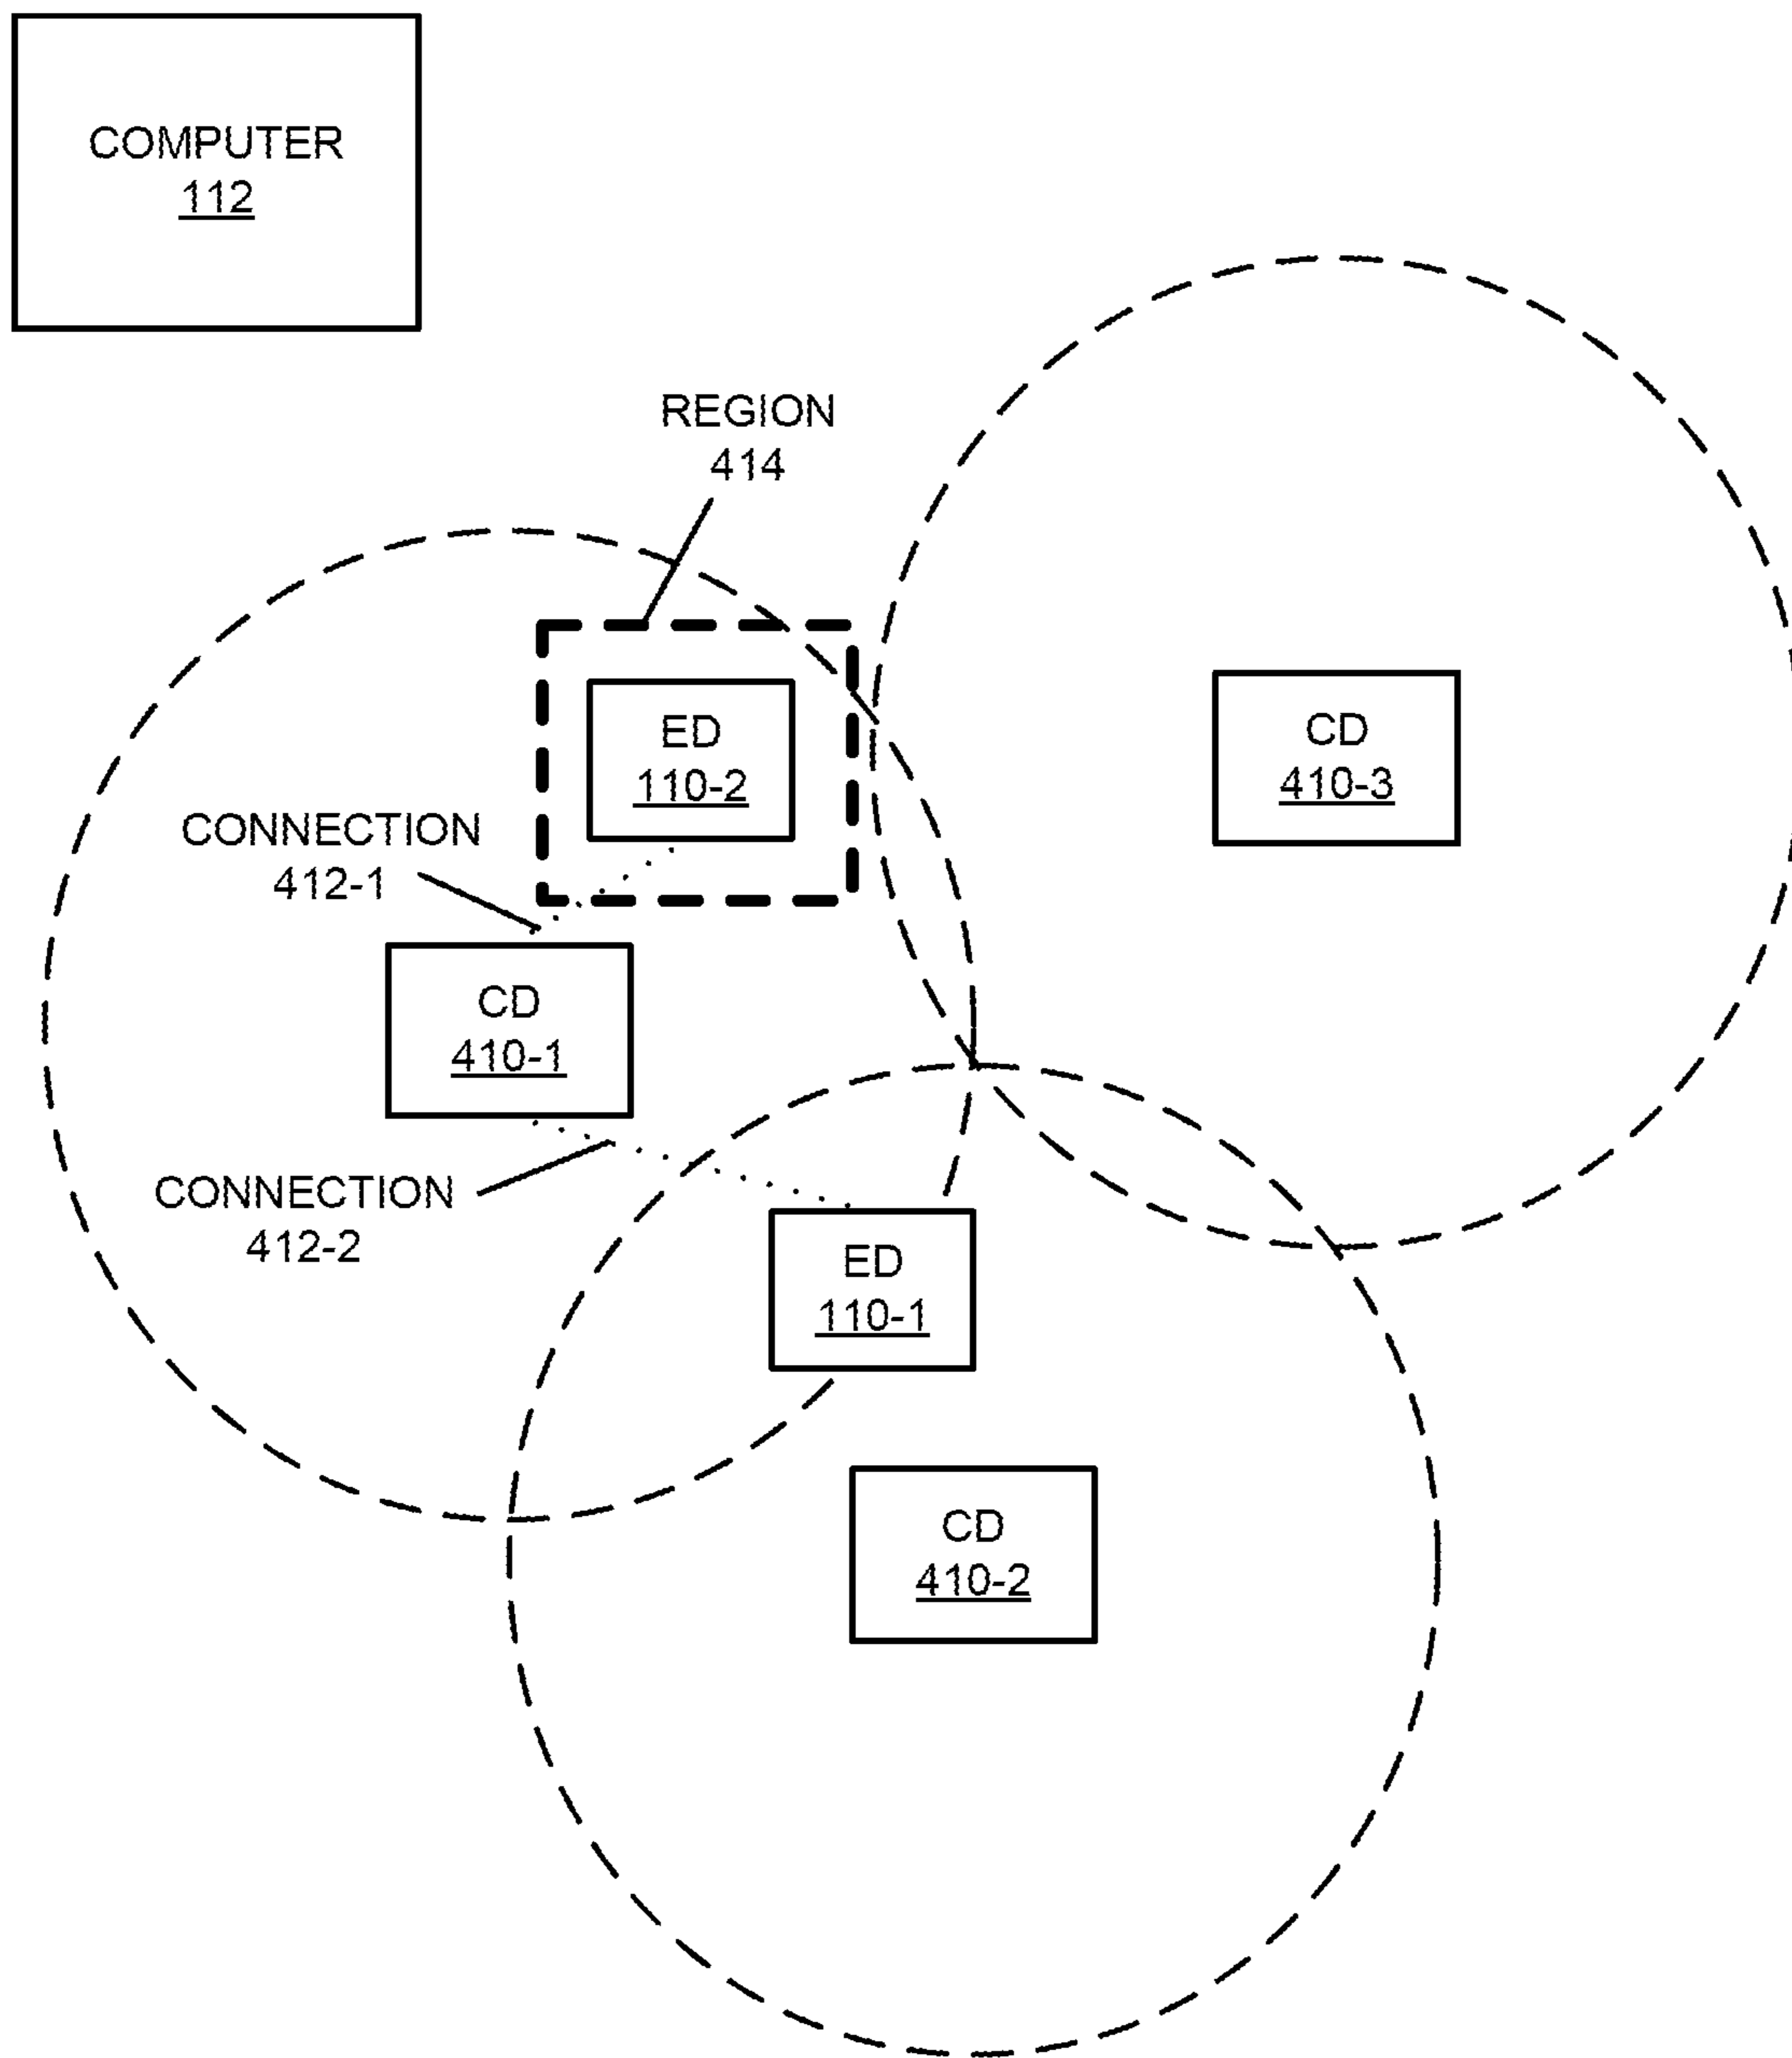 COMPUTER
112
REGION
414
ED
110-2
CD
410-3
CONNECTION
412-1
CD
410-1
CONNECTION
412-2
ED
110-1
CD
410-2